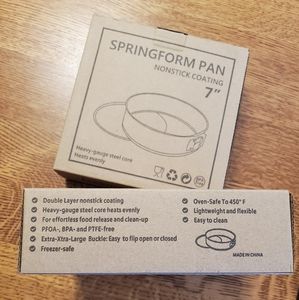 SPRINGFORM PAN
NONSTICK COATING
7"
Heavy-gauge steel core
Heats evenly
Double Layer nonstick coating
Heavy-gauge steel core heats evenly
For effortless food release and clean-up
PFOA-, BPA- and PTFE-free
Extra-Xtra-Large Buckle: Easy to flip open or closed
Freezer-safe
Oven-Safe To 450° F
Lightweight and flexible
Easy to clean
MADE IN CHINA